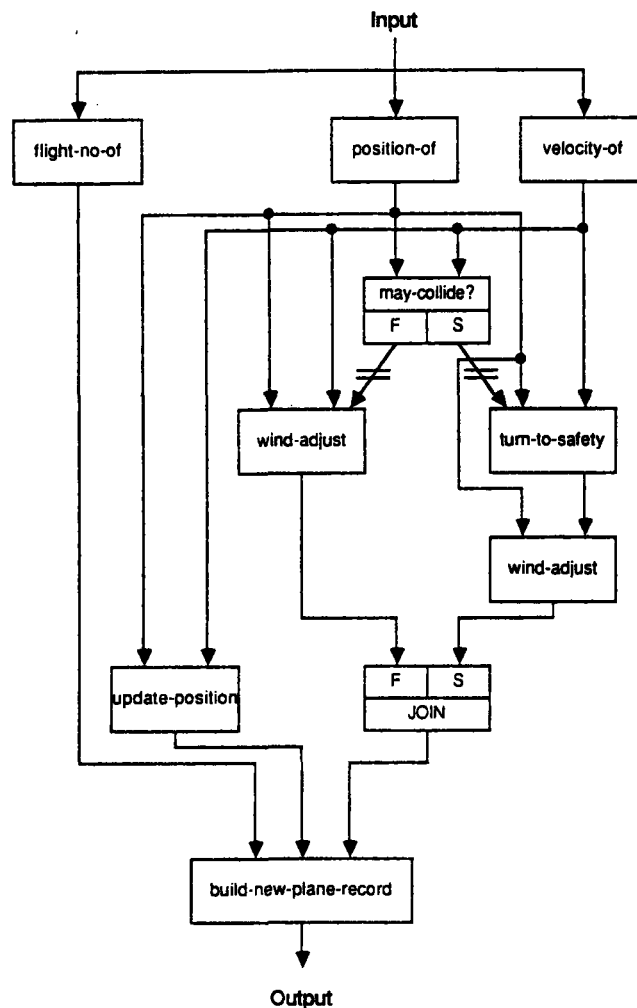 Input
flight-no-of
position-of
velocity-of
may-collide?
F S
wind-adjust
turn-to-safety
wind-adjust
F S
update-position
JOIN
build-new-plane-record
Output